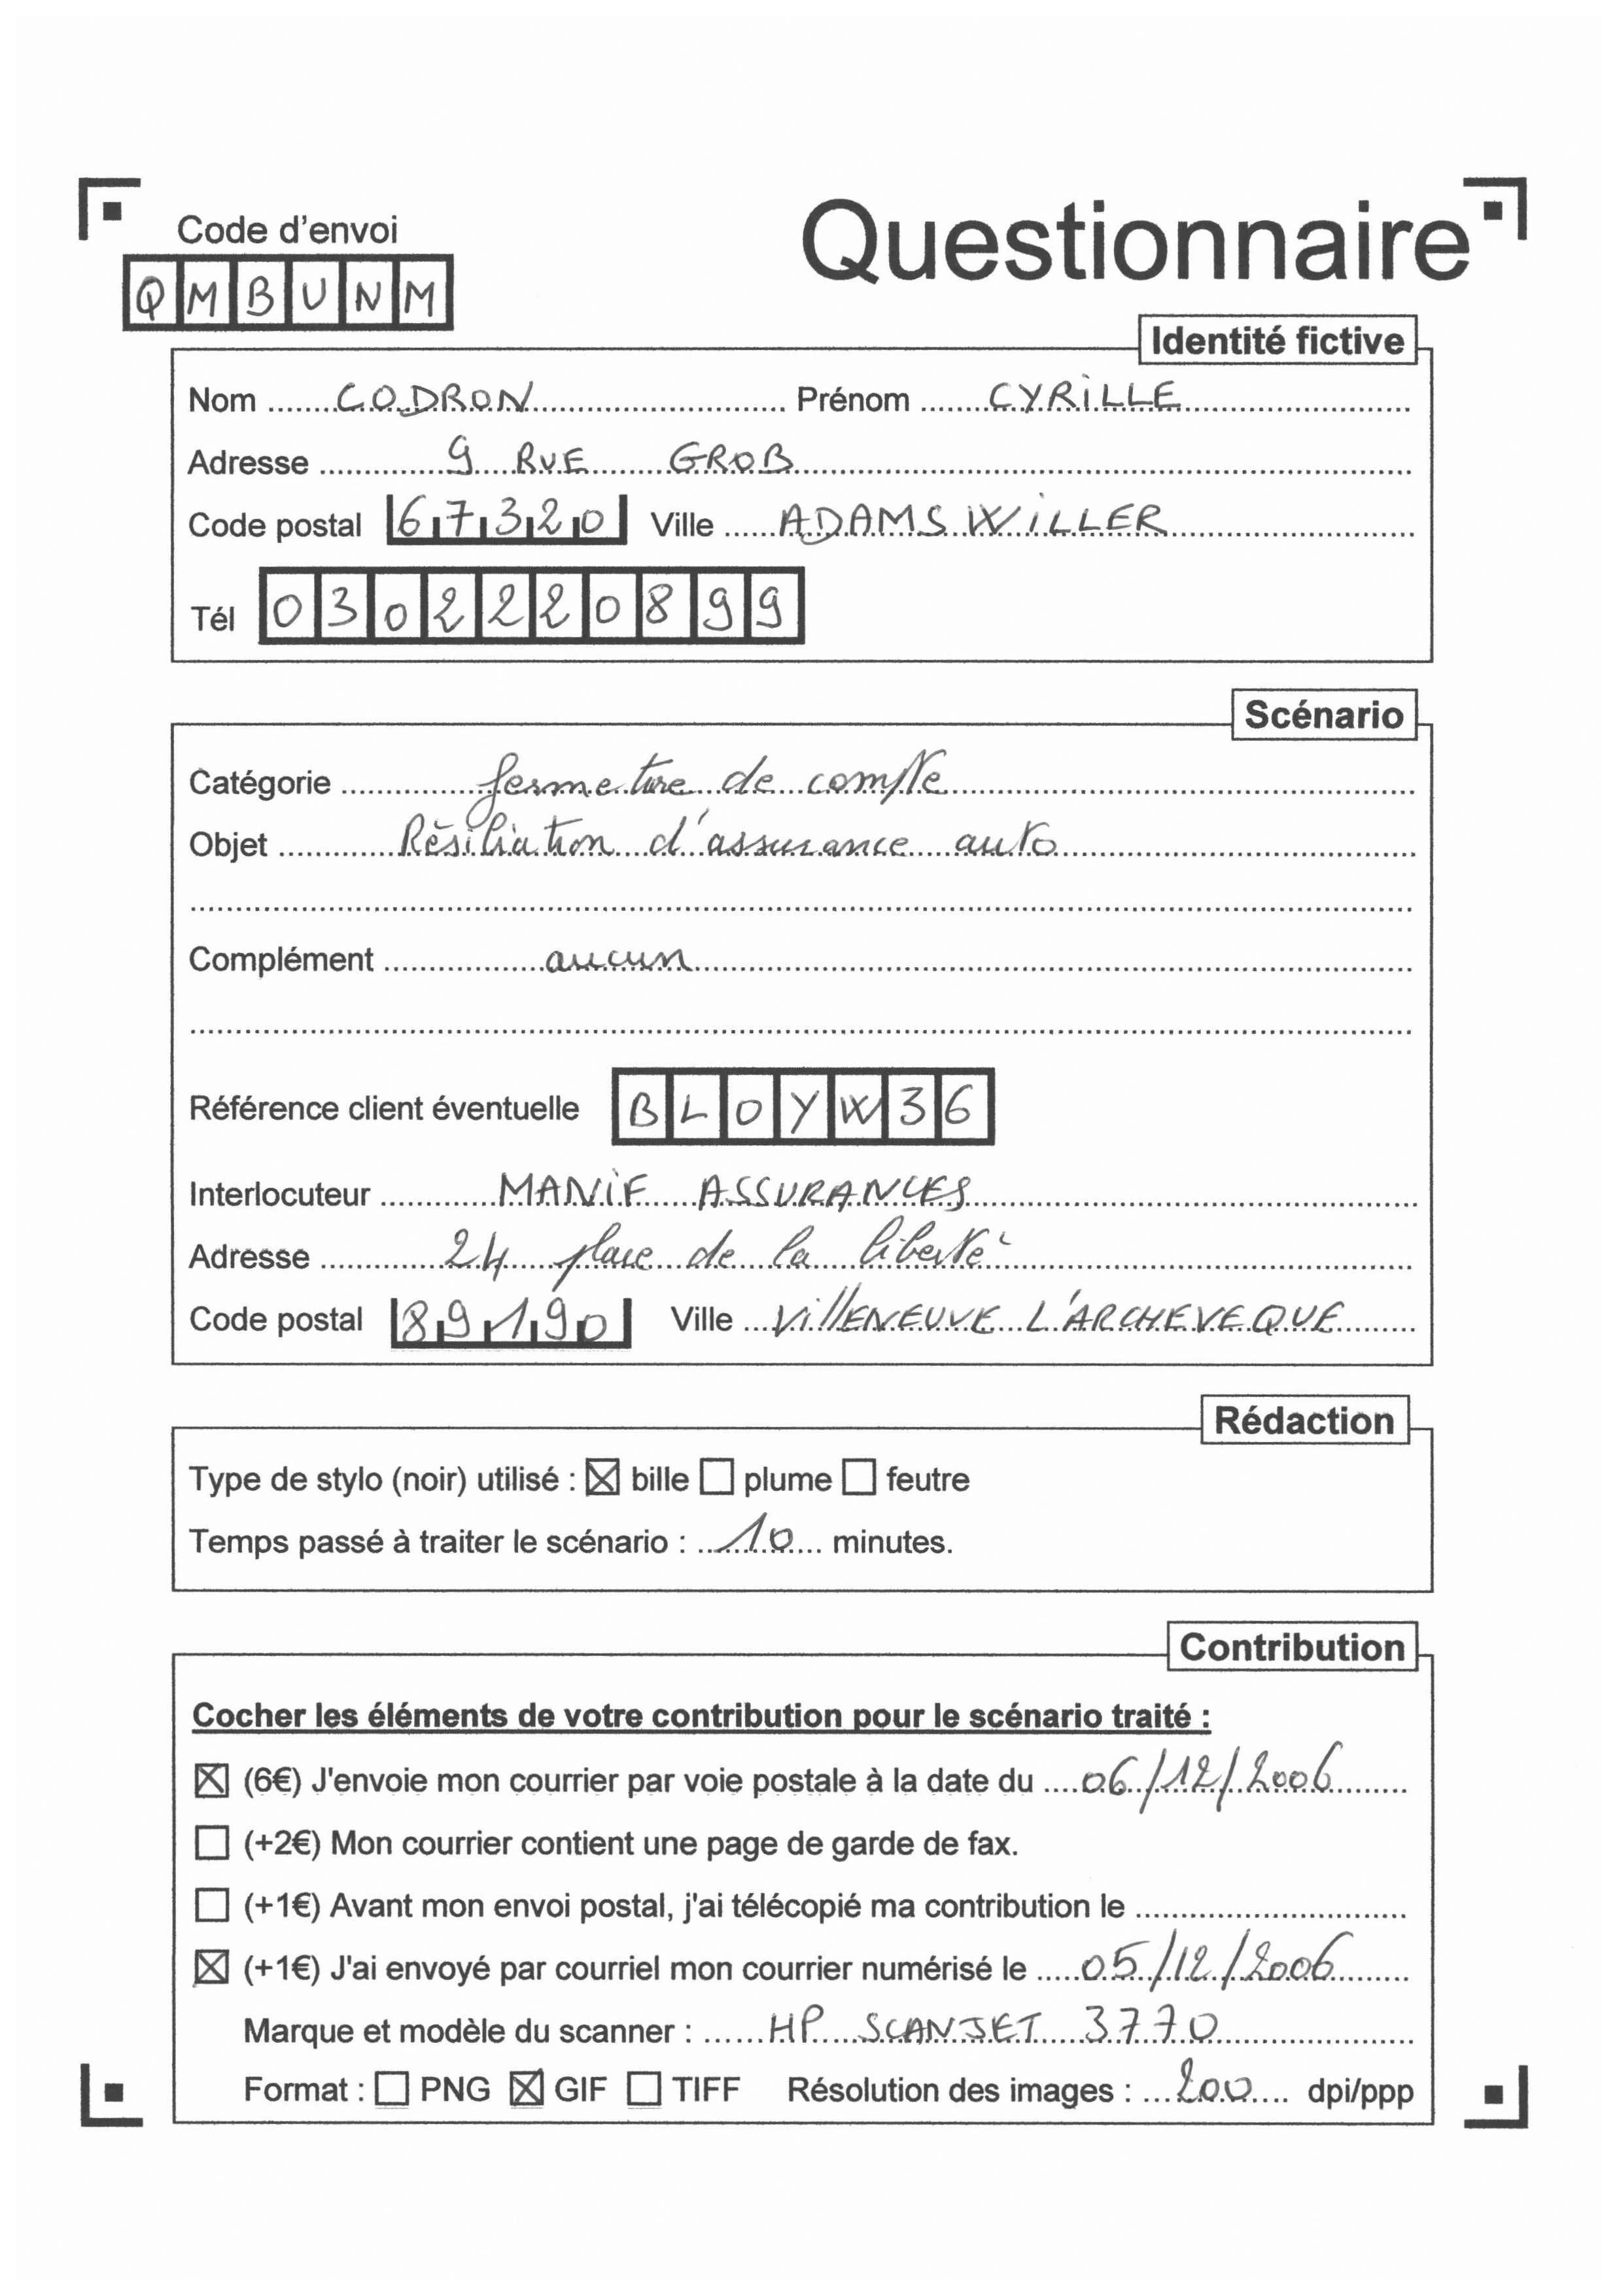 Code d'envoi
Questionnaire
QMBUNM
Identité fictive
Nom CODRON Prénom CYRiLLE
Adresse 9 RUE GROB
Code postal 67320 Ville ADAMSWiLLER
Tél 0302220899
Scénario
Catégorie fermeture de compte
Objet Résiliation d'assurance auto
Complément aucun
Référence client éventuelle BLOYW36
Interlocuteur MANiF ASSURANCES
Adresse 24 place de la liberté
Code postal 89190 Ville VillENEUVE L'ARCHEVEQUE
Rédaction
Type de stylo (noir) utilisé : ☒ bille ☐ plume ☐ feutre
Temps passé à traiter le scénario : 10 minutes.
Contribution
Cocher les éléments de votre contribution pour le scénario traité :
☒ (6€) J'envoie mon courrier par voie postale à la date du 06/12/2006
☐ (+2€) Mon courrier contient une page de garde de fax.
☐ (+1€) Avant mon envoi postal, j'ai télécopié ma contribution le
☒ (+1€) J'ai envoyé par courriel mon courrier numérisé le 05/12/2006
Marque et modèle du scanner : HP SCANJET 3770
Format : ☐ PNG ☒ GIF ☐ TIFF Résolution des images : 200 dpi/ppp